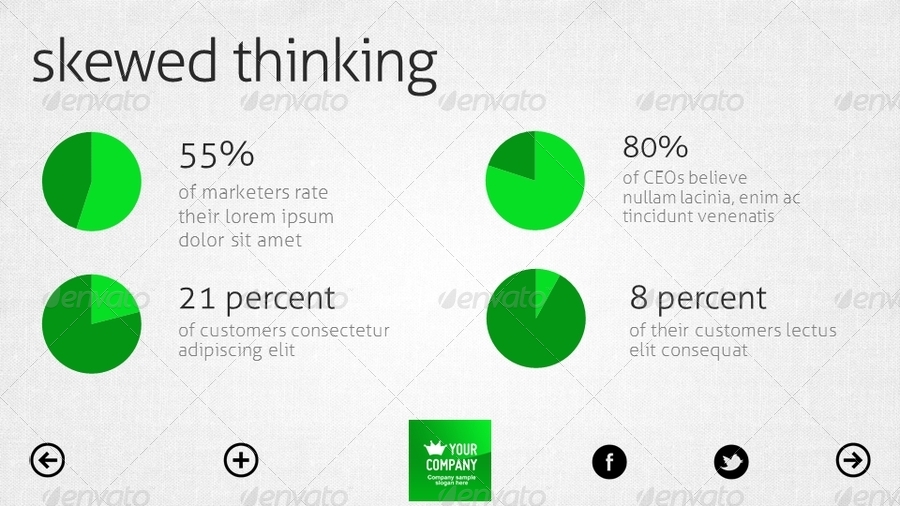 skewed thinking
envato envato envato envato envato
55%
of marketers rate
their lorem ipsum
dolor sit amet
80%
of CEOs believe
nullam lacinia, enim ac
tincidunt venenatis
21 percent
of customers consectetur
adipiscing elit
8 percent
of their customers lectus
elit consequat
envato envato envato envato envato
YOUR
COMPANY
Company sample
slogan here
f
envato envato envato envato envato